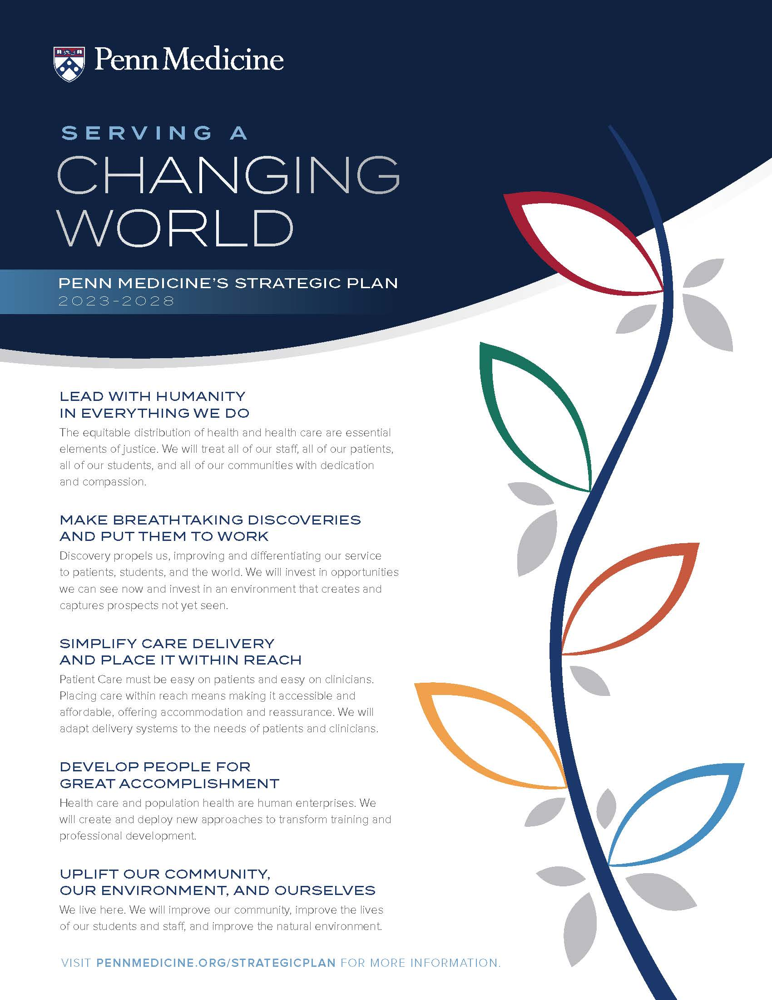 Penn Medicine
SERVING A
CHANGING
WORLD
PENN MEDICINE’S STRATEGIC PLAN
2023-2028
LEAD WITH HUMANITY
IN EVERYTHING WE DO
The equitable distribution of health and health care are essential
elements of justice. We will treat all of our staff, all of our patients,
all of our students, and all of our communities with dedication
and compassion.
MAKE BREATHTAKING DISCOVERIES
AND PUT THEM TO WORK
Discovery propels us, improving and differentiating our service
to patients, students, and the world. We will invest in opportunities
we can see now and invest in an environment that creates and
captures prospects not yet seen.
SIMPLIFY CARE DELIVERY
AND PLACE IT WITHIN REACH
Patient Care must be easy on patients and easy on clinicians.
Placing care within reach means making it accessible and
affordable, offering accommodation and reassurance. We will
adapt delivery systems to the needs of patients and clinicians.
DEVELOP PEOPLE FOR
GREAT ACCOMPLISHMENT
Health care and population health are human enterprises. We
will create and deploy new approaches to transform training and
professional development.
UPLIFT OUR COMMUNITY,
OUR ENVIRONMENT, AND OURSELVES
We live here. We will improve our community, improve the lives
of our students and staff, and improve the natural environment.
VISIT PENNMEDICINE.ORG/STRATEGICPLAN FOR MORE INFORMATION.